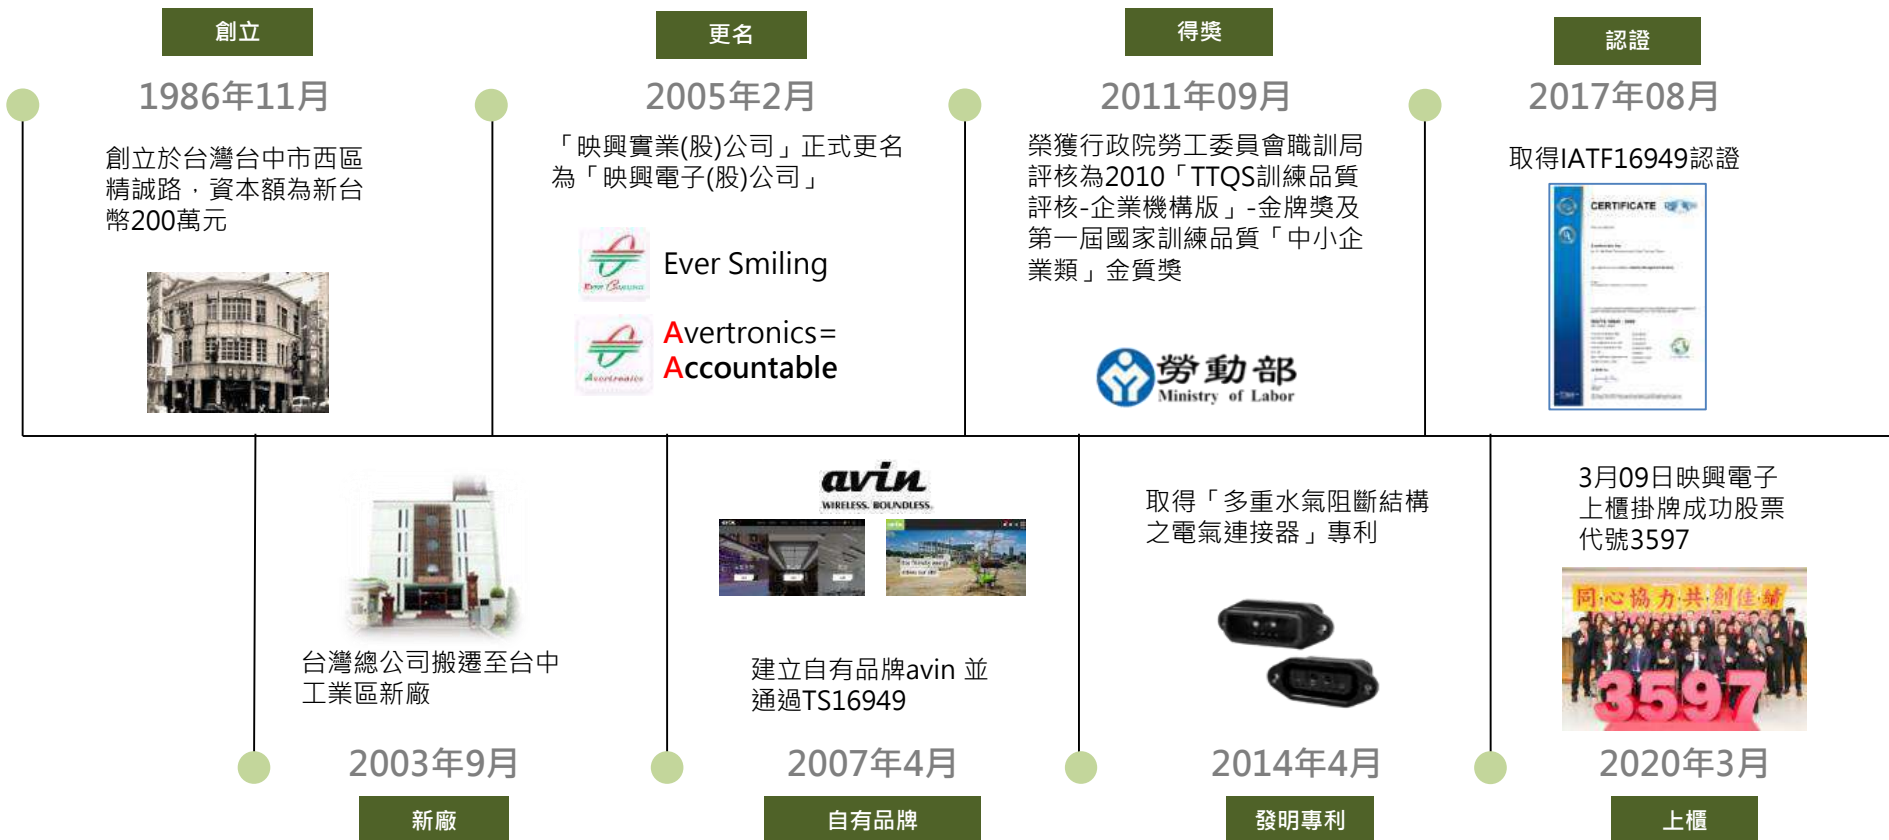 創立
1986年11月
創立於台灣台中市西區
精誠路，資本額為新台
幣200萬元
更名
2005年2月
「映興實業(股)公司」正式更名
為「映興電子(股)公司」
Ever Smiling
Avertronics
Avertronics=
Accountable
得獎
2011年09月
榮獲行政院勞工委員會職訓局
評核為2010「TTQS訓練品質
評核-企業機構版」-金牌獎及
第一屆國家訓練品質「中小企
業類」金質獎
勞動部
Ministry of Labor
認證
2017年08月
取得IATF16949認證
CERTIFICATE
台灣總公司搬遷至台中
工業區新廠
2003年9月
新廠
avin
WIRELESS. BOUNDLESS.
建立自有品牌avin 並
通過TS16949
2007年4月
自有品牌
取得「多重水氣阻斷結構
之電氣連接器」專利
2014年4月
發明專利
3月09日映興電子
上櫃掛牌成功股票
代號3597
同心協力共創佳績
3597
2020年3月
上櫃